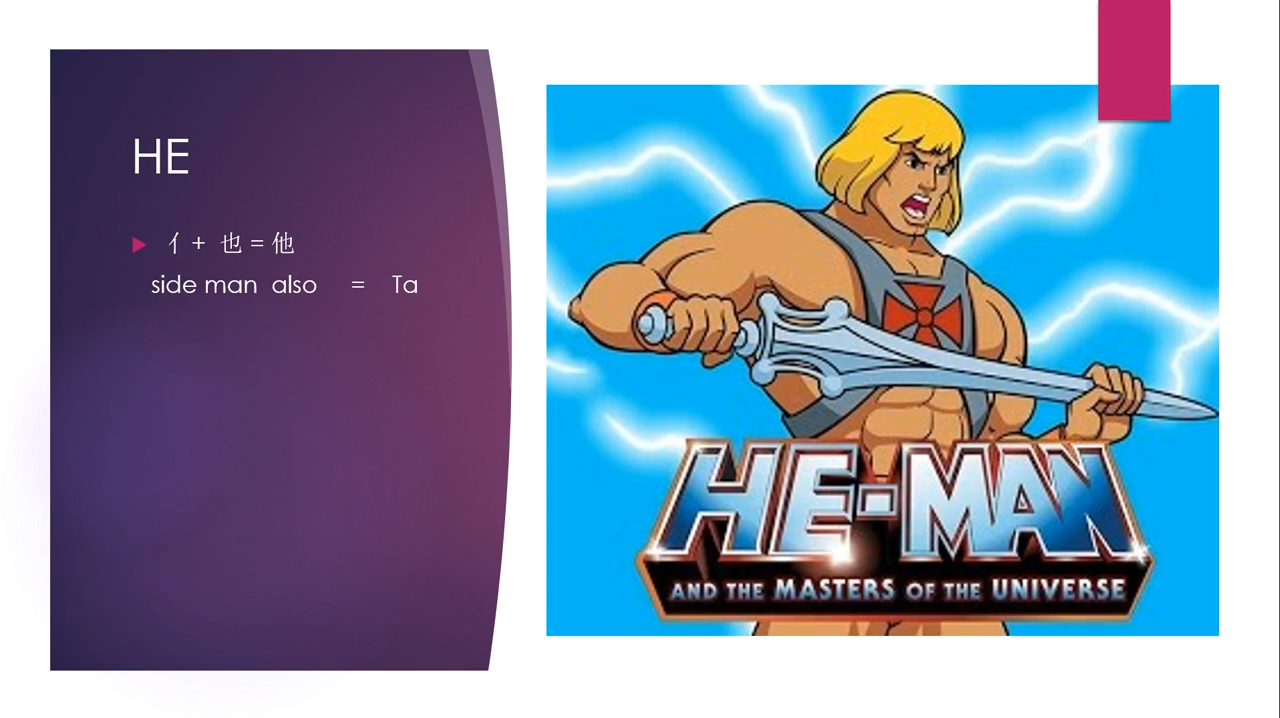 HE
亻+ 也 = 他
side man also = Ta
HE-MAN
AND THE MASTERS OF THE UNIVERSE